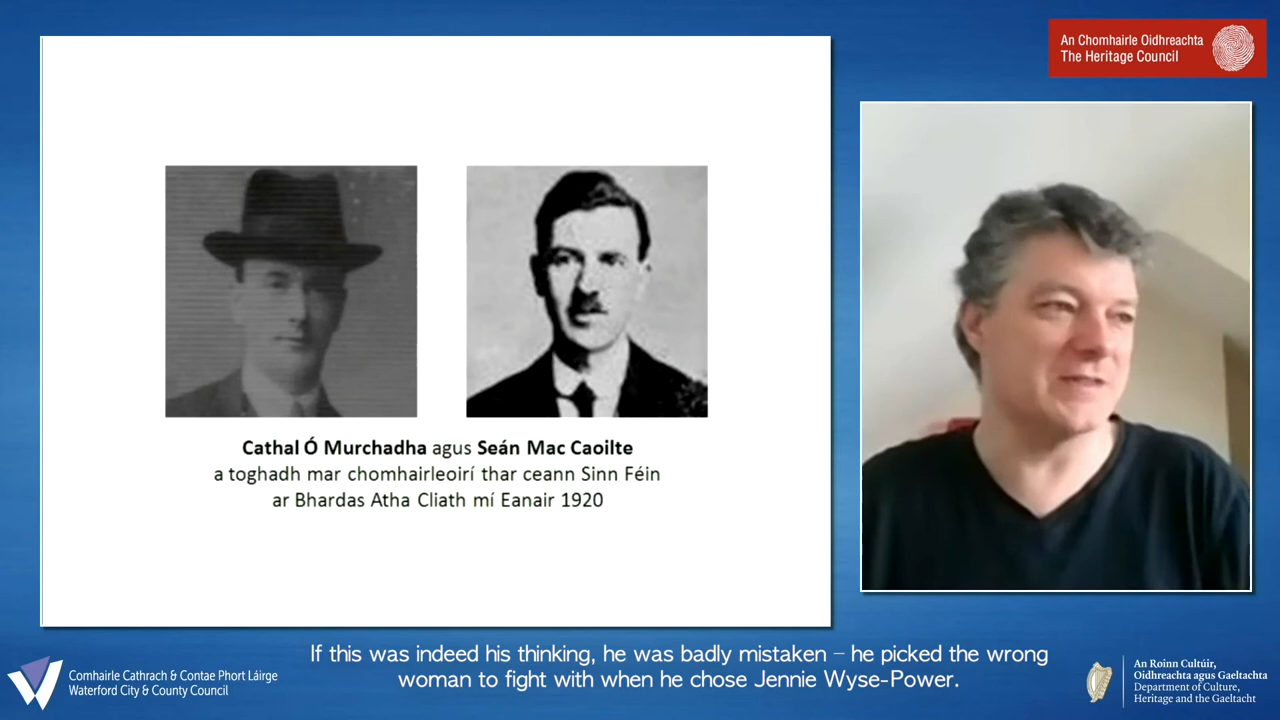 An Chomhairle Oidhreachta
The Heritage Council
Cathal Ó Murchadha agus Seán Mac Caoilte
a toghadh mar chomhairleoirí thar ceann Sinn Féin
ar Bhardas Atha Cliath mí Eanair 1920
If this was indeed his thinking, he was badly mistaken – he picked the wrong
woman to fight with when he chose Jennie Wyse-Power.
Comhairle Cathrach & Contae Phort Láirge
Waterford City & County Council
An Roinn Cultúir,
Oidhreachta agus Gaeltachta
Department of Culture,
Heritage and the Gaeltacht